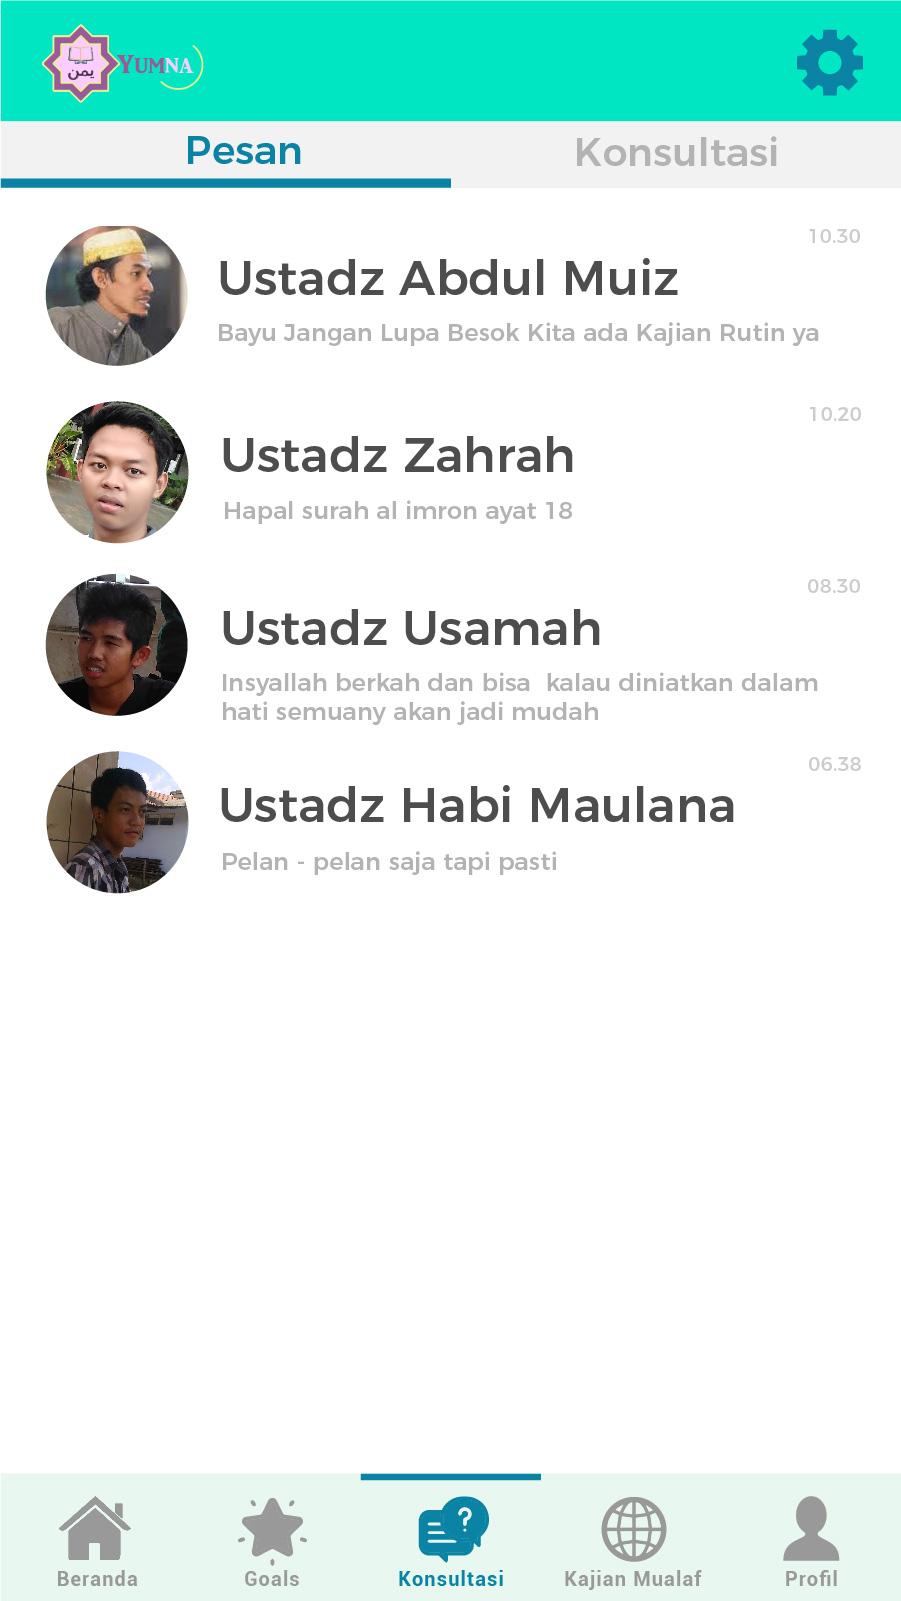 يمن
YUMNA
Pesan
Konsultasi
10.30
Ustadz Abdul Muiz
Bayu Jangan Lupa Besok Kita ada Kajian Rutin ya
10.20
Ustadz Zahrah
Hapal surah al imron ayat 18
08.30
Ustadz Usamah
Insyallah berkah dan bisa  kalau diniatkan dalam
hati semuany akan jadi mudah
06.38
Ustadz Habi Maulana
Pelan - pelan saja tapi pasti
?
Beranda
Goals
Konsultasi
Kajian Mualaf
Profil